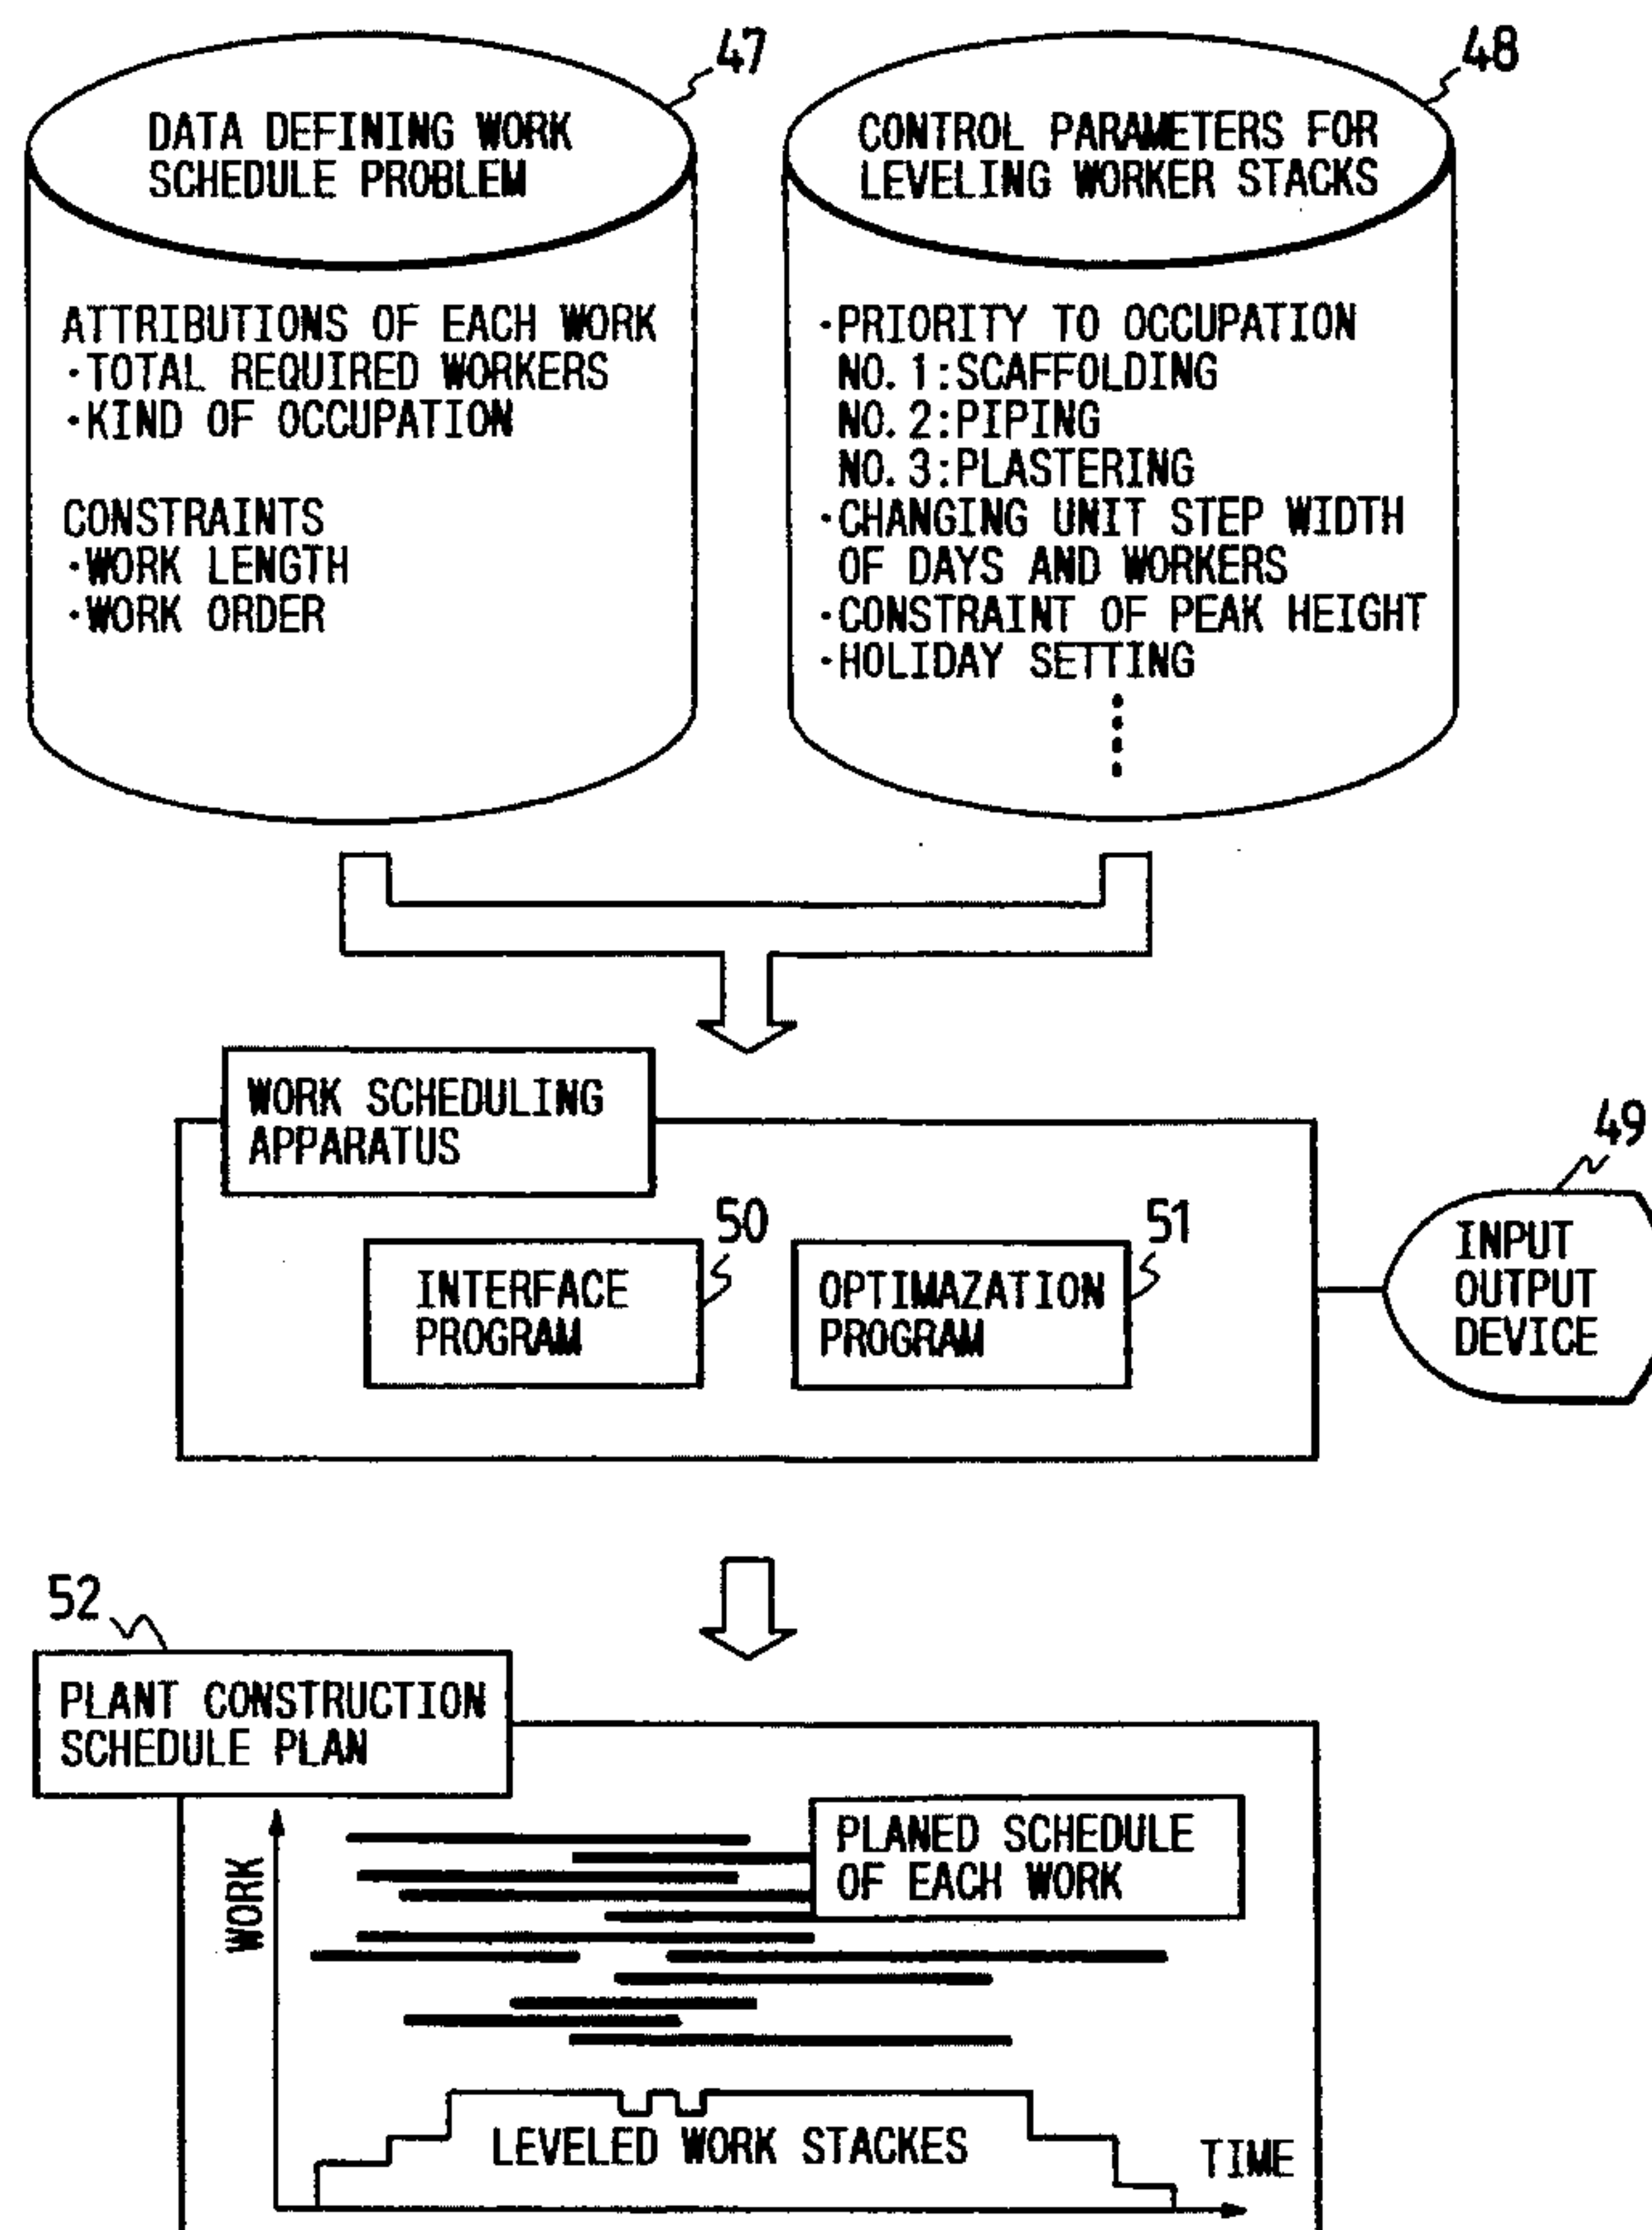 47
48
DATA DEFINING WORK
SCHEDULE PROBLEM
CONTROL PARAMETERS FOR
LEVELING WORKER STACKS
ATTRIBUTIONS OF EACH WORK
·TOTAL REQUIRED WORKERS
·KIND OF OCCUPATION
CONSTRAINTS
·WORK LENGTH
·WORK ORDER
·PRIORITY TO OCCUPATION
NO.1:SCAFFOLDING
NO.2:PIPING
NO.3:PLASTERING
·CHANGING UNIT STEP WIDTH
OF DAYS AND WORKERS
·CONSTRAINT OF PEAK HEIGHT
·HOLIDAY SETTING
WORK SCHEDULING
APPARATUS
49
50
51
INTERFACE
PROGRAM
OPTIMAZATION
PROGRAM
INPUT
OUTPUT
DEVICE
52
PLANT CONSTRUCTION
SCHEDULE PLAN
PLANED SCHEDULE
OF EACH WORK
WORK
LEVELED WORK STACKES
TIME